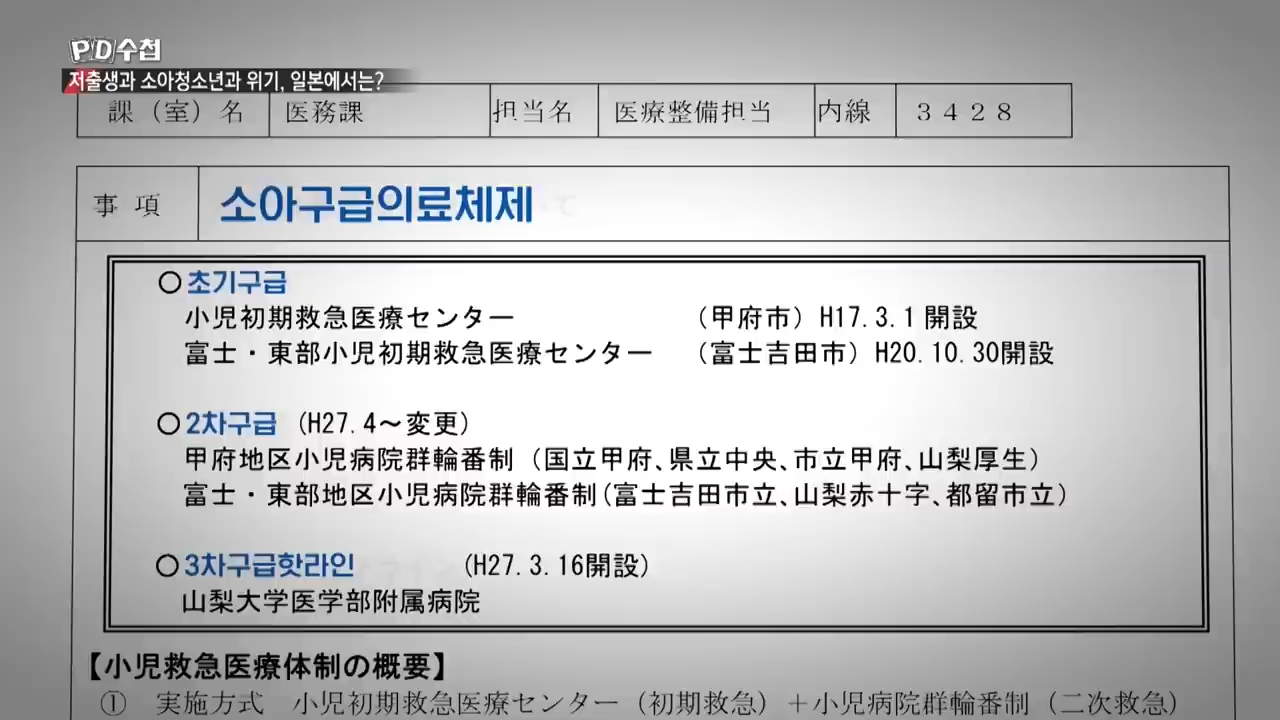 PD수첩
저출생과 소아청소년과 위기, 일본에서는?
課（室）名 医務課 担当名 医療整備担当 内線 ３４２８
事 項 소아구급의료체제
○초기구급
小児初期救急医療センター （甲府市）H17.3.1開設
富士・東部小児初期救急医療センター （富士吉田市）H20.10.30開設
○2차구급 (H27.4～変更)
甲府地区小児病院群輪番制（国立甲府、県立中央、市立甲府、山梨厚生）
富士・東部地区小児病院群輪番制(富士吉田市立、山梨赤十字、都留市立)
○3차구급핫라인 (H27.3.16開設)
山梨大学医学部附属病院
【小児救急医療体制の概要】
① 実施方式 小児初期救急医療センター（初期救急）＋小児病院群輪番制（二次救急）